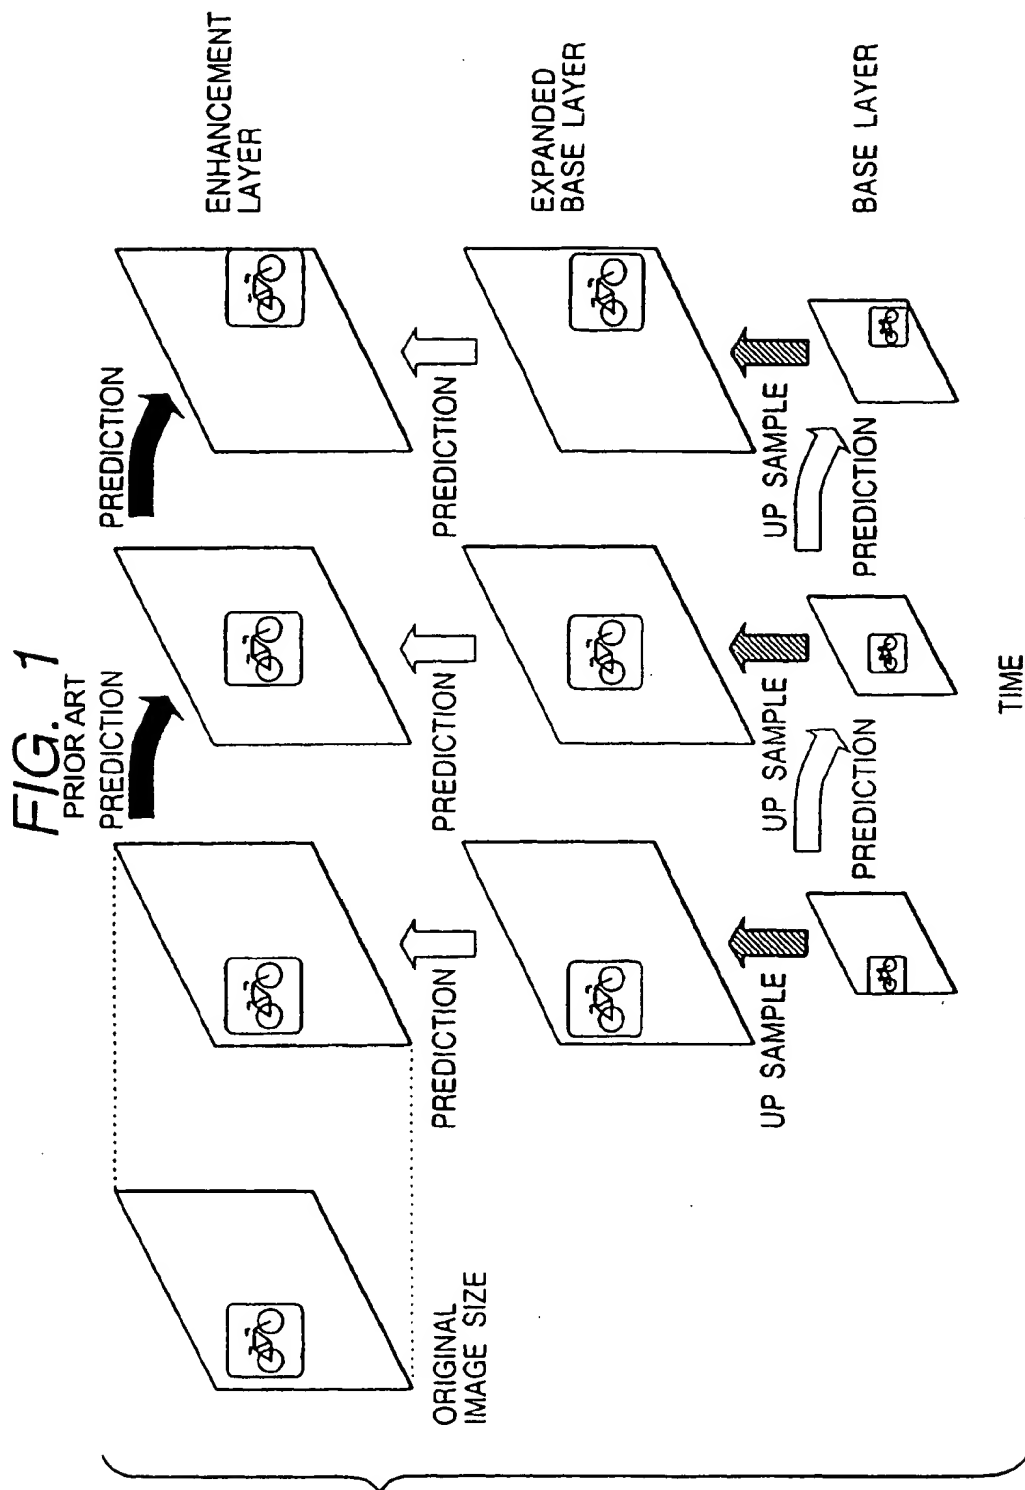 FIG. 1
PRIOR ART
PREDICTION
PREDICTION
ENHANCEMENT
LAYER
ORIGINAL
IMAGE SIZE
PREDICTION
PREDICTION
PREDICTION
EXPANDED
BASE LAYER
UP SAMPLE
UP SAMPLE
UP SAMPLE
PREDICTION
PREDICTION
BASE LAYER
TIME